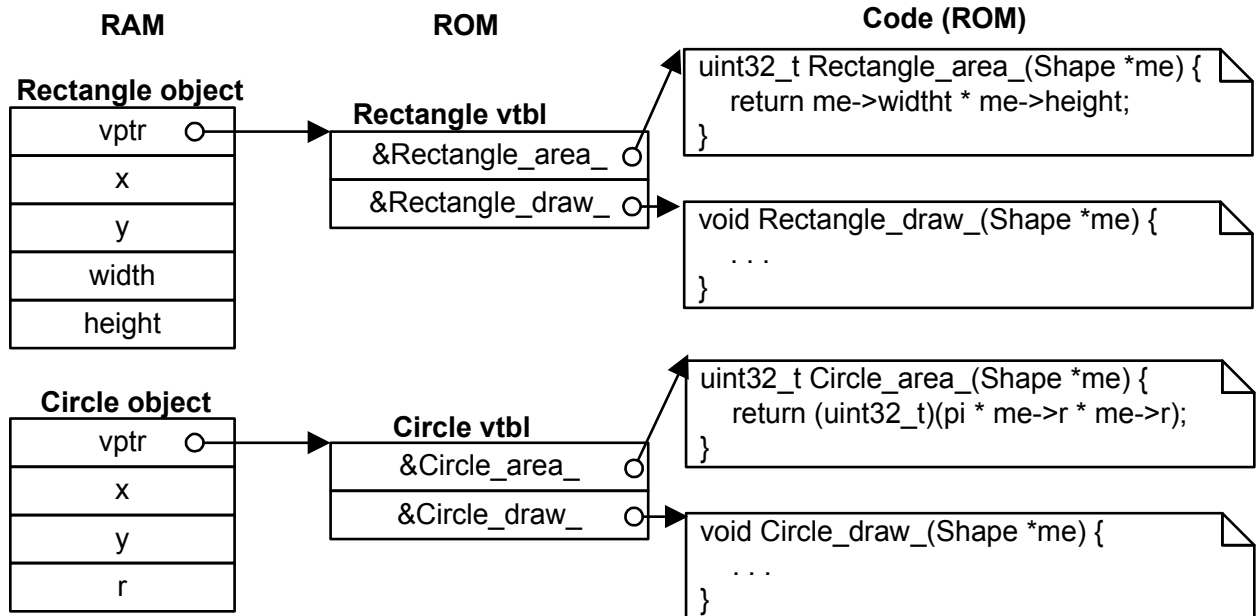 RAM
ROM
Code (ROM)
Rectangle object
vptr
x
y
width
height
Rectangle vtbl
&Rectangle_area_
&Rectangle_draw_
uint32_t Rectangle_area_(Shape *me) {
return me->widtht * me->height;
}
void Rectangle_draw_(Shape *me) {
. . .
}
Circle object
vptr
x
y
r
Circle vtbl
&Circle_area_
&Circle_draw_
uint32_t Circle_area_(Shape *me) {
return (uint32_t)(pi * me->r * me->r);
}
void Circle_draw_(Shape *me) {
. . .
}